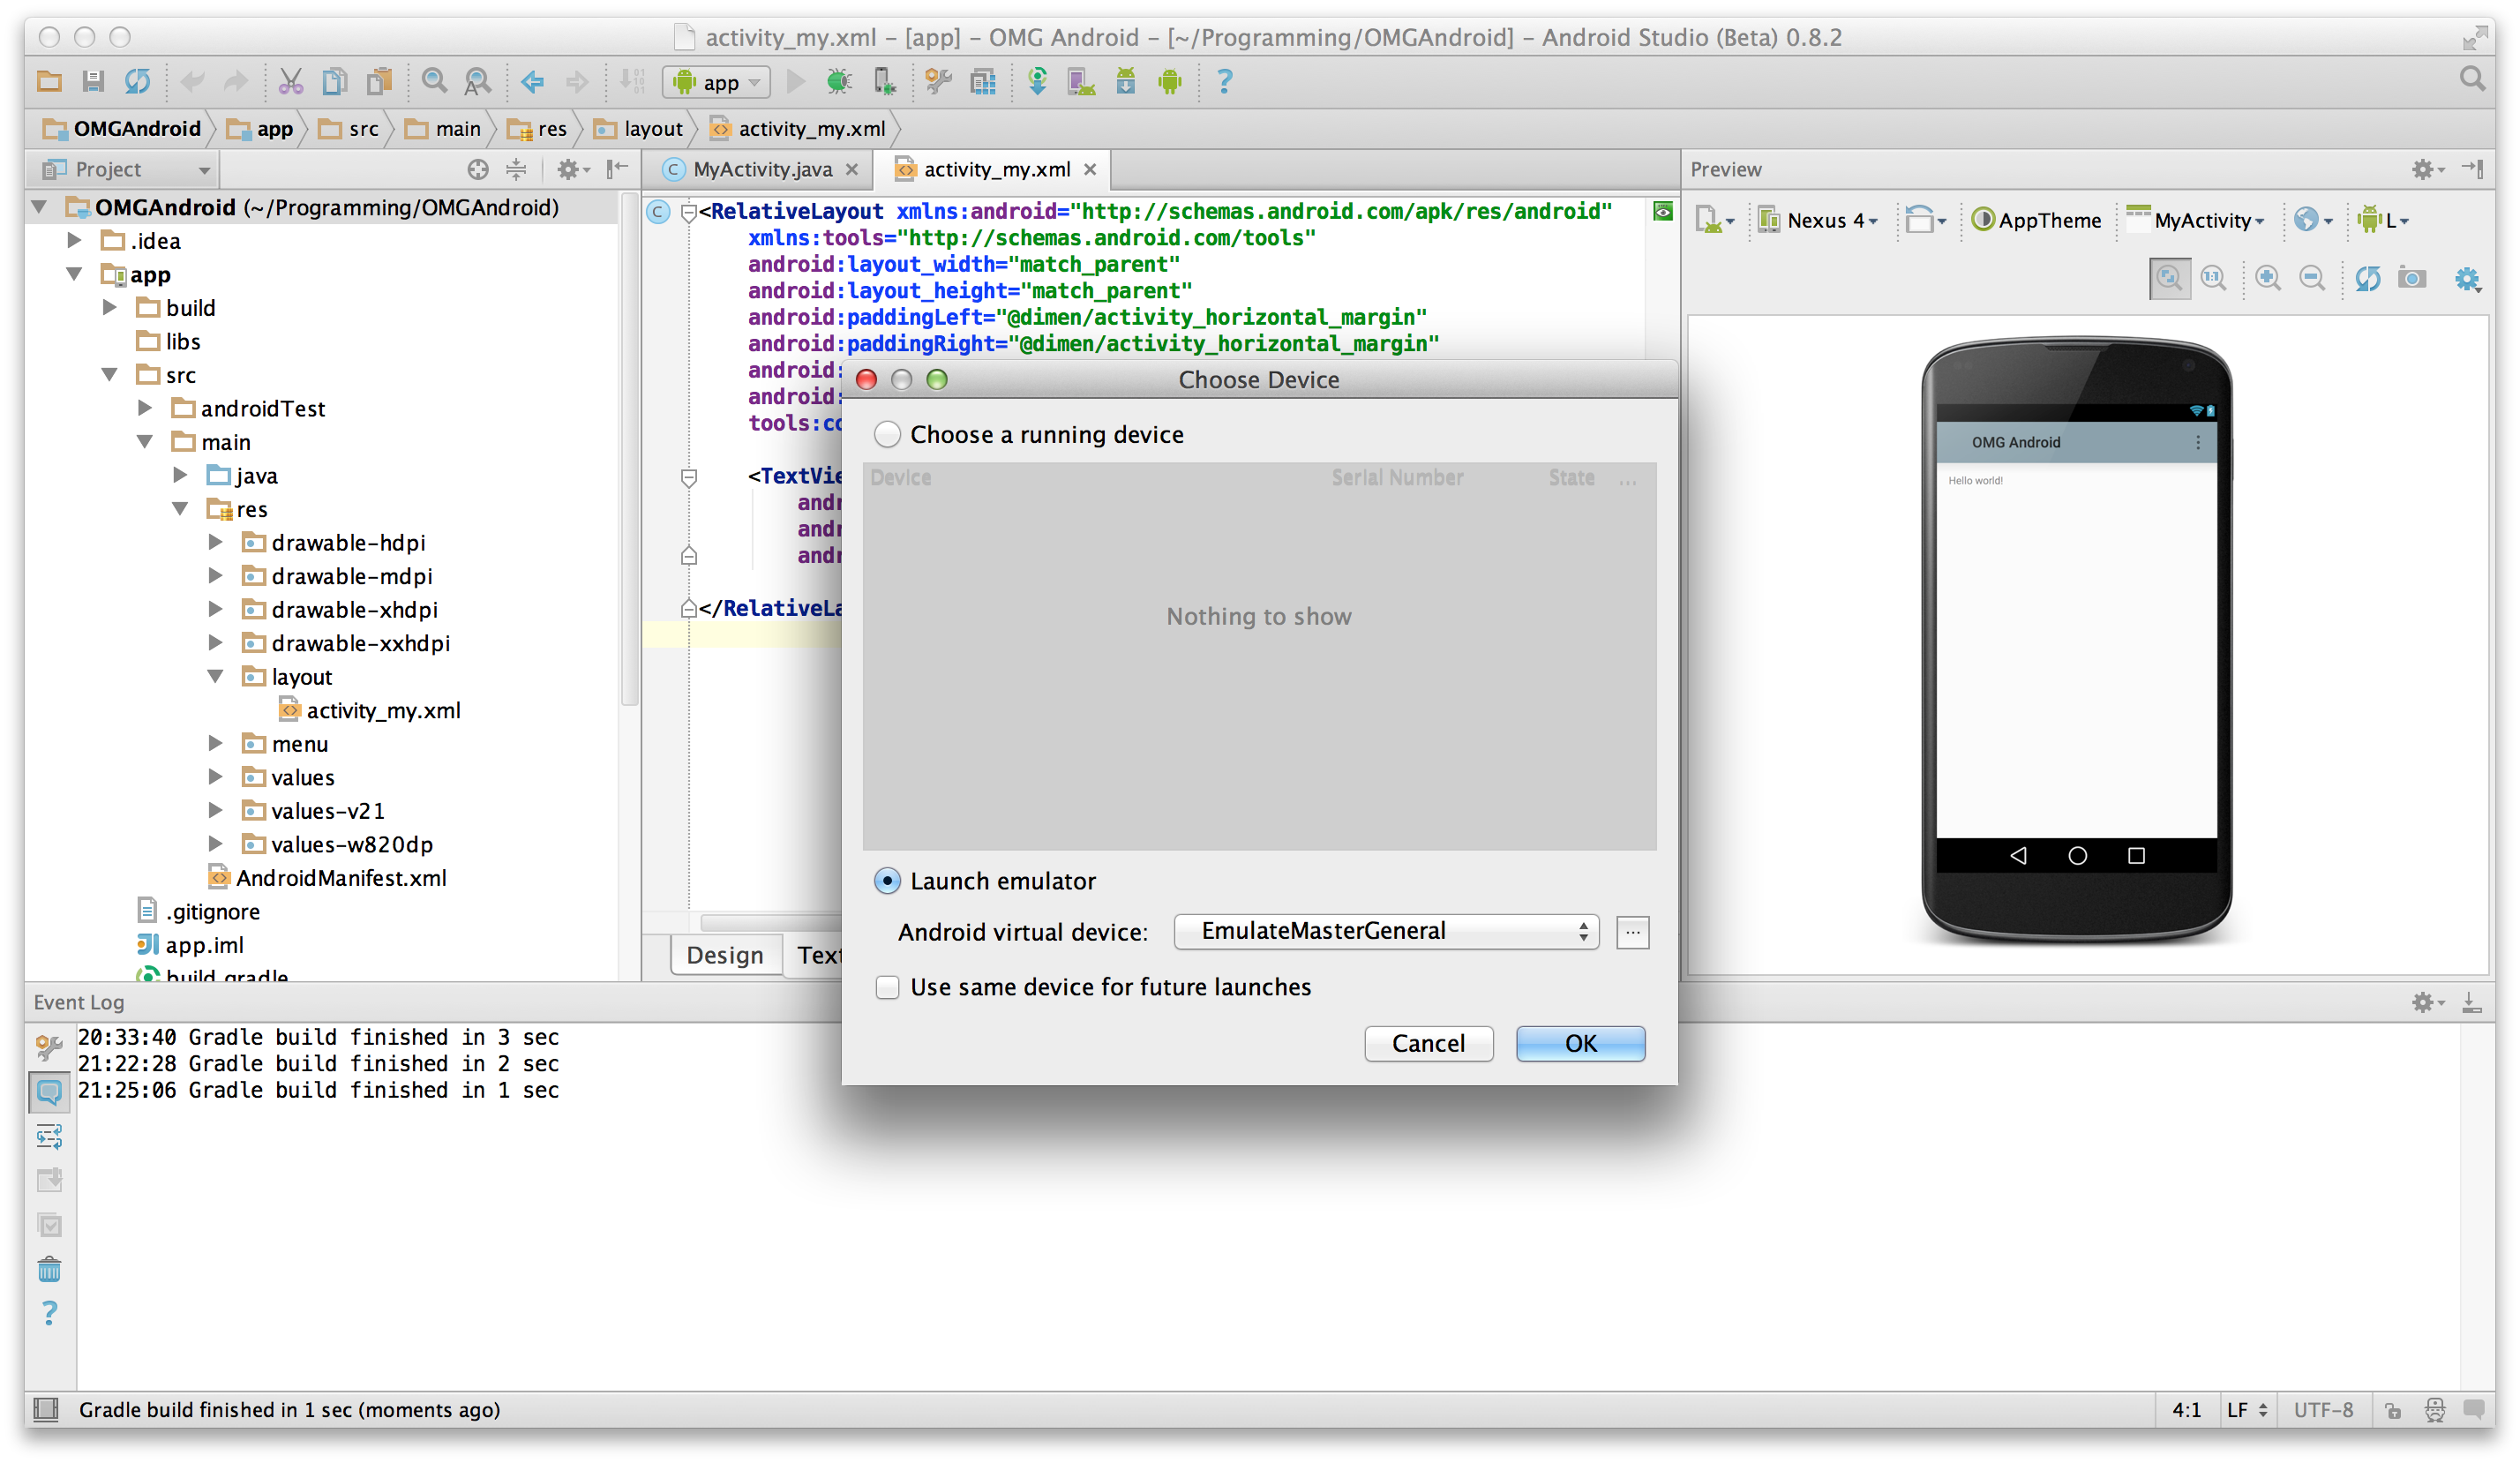 activity_my.xml – [app] – OMG Android – [~/Programming/OMGAndroid] – Android Studio (Beta) 0.8.2
app
OMGAndroid app src main res layout activity_my.xml
Project
MyActivity.java
activity_my.xml
Preview
OMGAndroid (~/Programming/OMGAndroid)
.idea
app
build
libs
src
androidTest
main
java
res
drawable-hdpi
drawable-mdpi
drawable-xhdpi
drawable-xxhdpi
layout
activity_my.xml
menu
values
values-v21
values-w820dp
AndroidManifest.xml
.gitignore
app.iml
build.gradle
<RelativeLayout xmlns:android="http://schemas.android.com/apk/res/android"
xmlns:tools="http://schemas.android.com/tools"
android:layout_width="match_parent"
android:layout_height="match_parent"
android:paddingLeft="@dimen/activity_horizontal_margin"
android:paddingRight="@dimen/activity_horizontal_margin"
android:
android:
tools:co
<TextVie
andr
andr
andr
</RelativeLa
Design
Text
Choose Device
Choose a running device
Device Serial Number State ...
Nothing to show
Launch emulator
Android virtual device: EmulateMasterGeneral ...
Use same device for future launches
Cancel OK
Nexus 4 AppTheme MyActivity L
1:1
OMG Android
Hello world!
Event Log
20:33:40 Gradle build finished in 3 sec
21:22:28 Gradle build finished in 2 sec
21:25:06 Gradle build finished in 1 sec
Gradle build finished in 1 sec (moments ago)
4:1 LF UTF-8